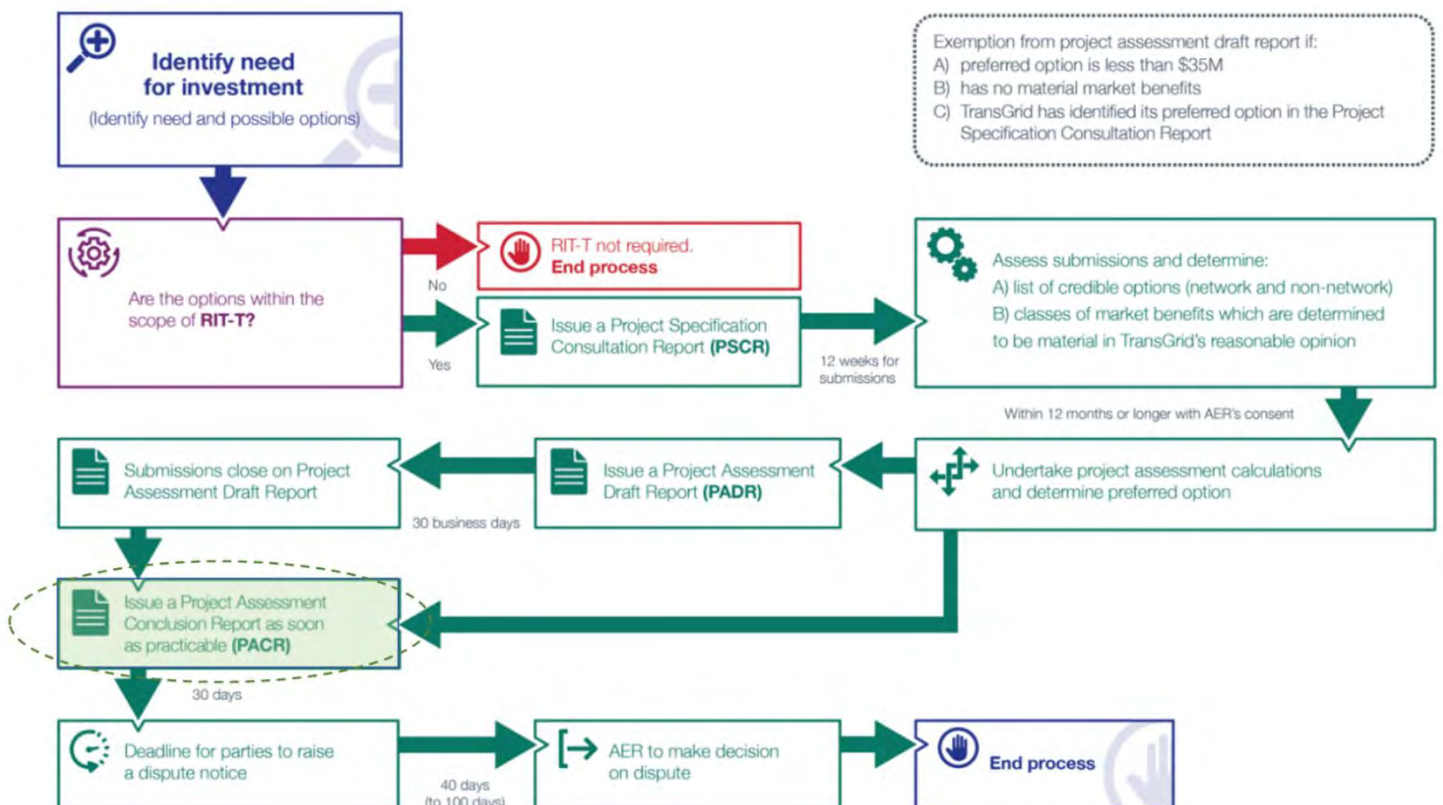 Identify need
for investment
(Identify need and possible options)
Exemption from project assessment draft report if:
A) preferred option is less than $35M
B) has no material market benefits
C) TransGrid has identified its preferred option in the Project
Specification Consultation Report
Are the options within the
scope of RIT-T?
No
RIT-T not required.
End process
Yes
Issue a Project Specification
Consultation Report (PSCR)
12 weeks for
submissions
Assess submissions and determine:
A) list of credible options (network and non-network)
B) classes of market benefits which are determined
to be material in TransGrid's reasonable opinion
Within 12 months or longer with AER's consent
Undertake project assessment calculations
and determine preferred option
Issue a Project Assessment
Draft Report (PADR)
30 business days
Submissions close on Project
Assessment Draft Report
Issue a Project Assessment
Conclusion Report as soon
as practicable (PACR)
30 days
Deadline for parties to raise
a dispute notice
40 days
(to 100 days)
AER to make decision
on dispute
End process